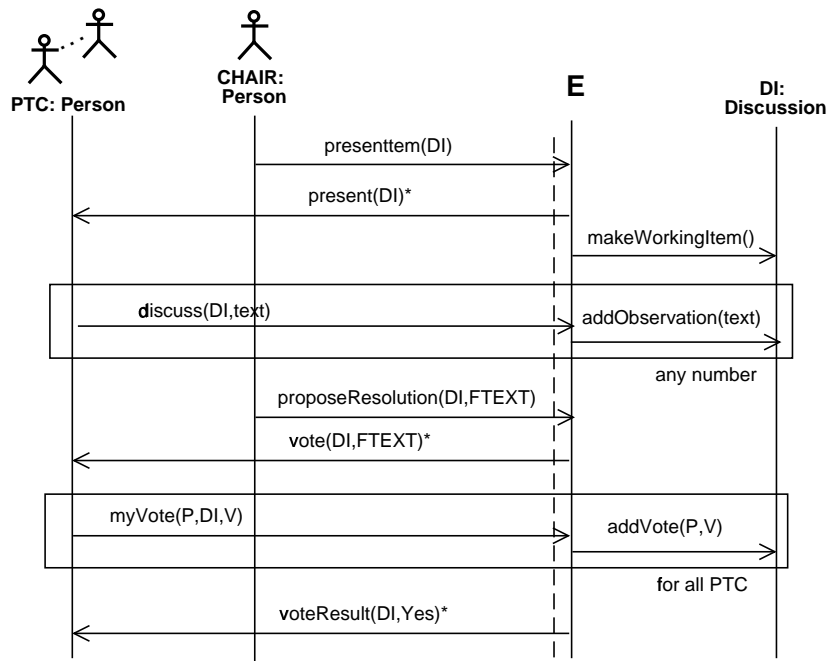 CHAIR:
Person
PTC: Person
E
DI:
Discussion
presenttem(DI)
present(DI)*
makeWorkingItem()
discuss(DI,text)
addObservation(text)
any number
proposeResolution(DI,FTEXT)
vote(DI,FTEXT)*
myVote(P,DI,V)
addVote(P,V)
for all PTC
voteResult(DI,Yes)*